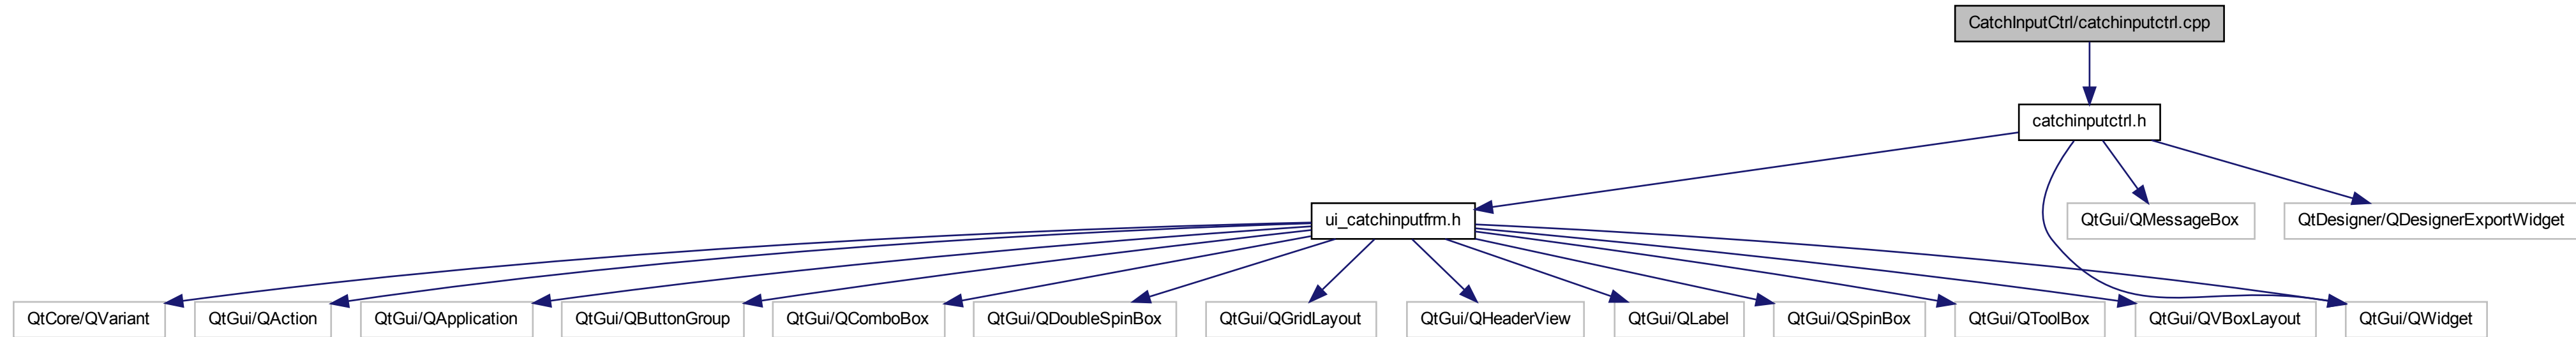 CatchInputCtrl/catchinputctrl.cpp
catchinputctrl.h
ui_catchinputfrm.h
QtGui/QMessageBox
QtDesigner/QDesignerExportWidget
QtCore/QVariant
QtGui/QAction
QtGui/QApplication
QtGui/QButtonGroup
QtGui/QComboBox
QtGui/QDoubleSpinBox
QtGui/QGridLayout
QtGui/QHeaderView
QtGui/QLabel
QtGui/QSpinBox
QtGui/QToolBox
QtGui/QVBoxLayout
QtGui/QWidget